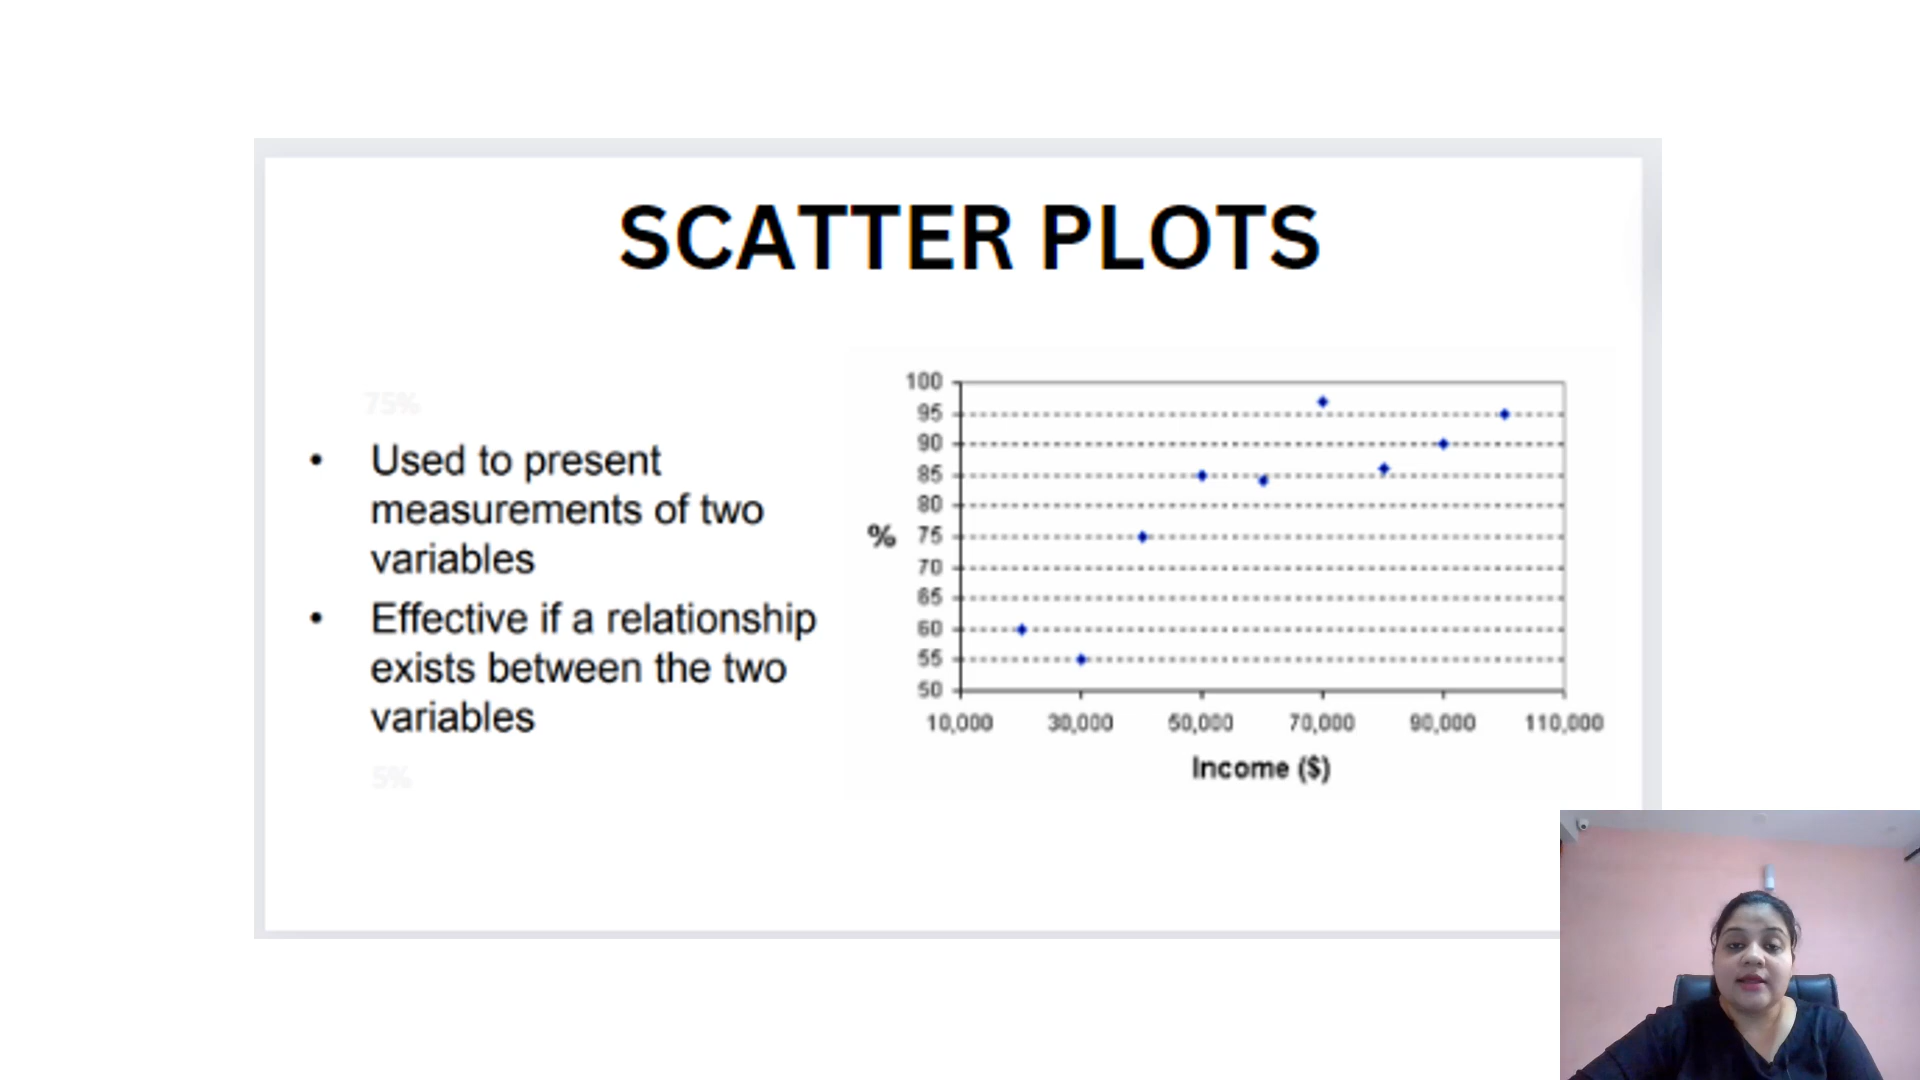 SCATTER PLOTS
75%
• Used to present
measurements of two
variables
• Effective if a relationship
exists between the two
variables
5%
100
95
90
85
80
%
75
70
65
60
55
50
10,000 30,000 50,000 70,000 90,000 110,000
Income ($)